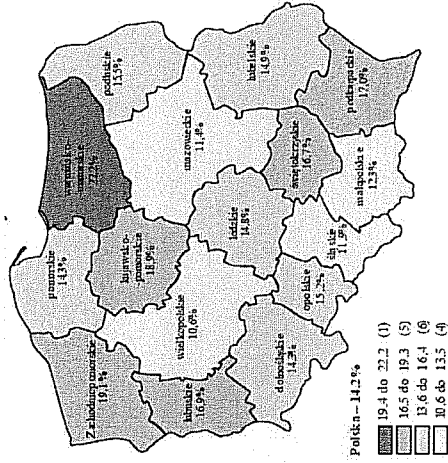 pomorskie
14,3%
warmińsko-
mazurskie
22,2%
podlaskie
15,5%
Zachodniopomorskie
19,1%
kujawsko-
pomorskie
18,9%
mazowieckie
11,4%
wielkopolskie
10,6%
lubuskie
16,9%
łódzkie
14,8%
lubelskie
14,9%
dolnośląskie
14,3%
opolskie
15,2%
śląskie
11,9%
świętokrzyskie
16,7%
małopolskie
12,3%
podkarpackie
17,0%
Polska – 14,2 %
19,4 do 22,2 (1)
16,5 do 19,3 (5)
13,6 do 16,4 (6)
10,6 do 13,5 (4)